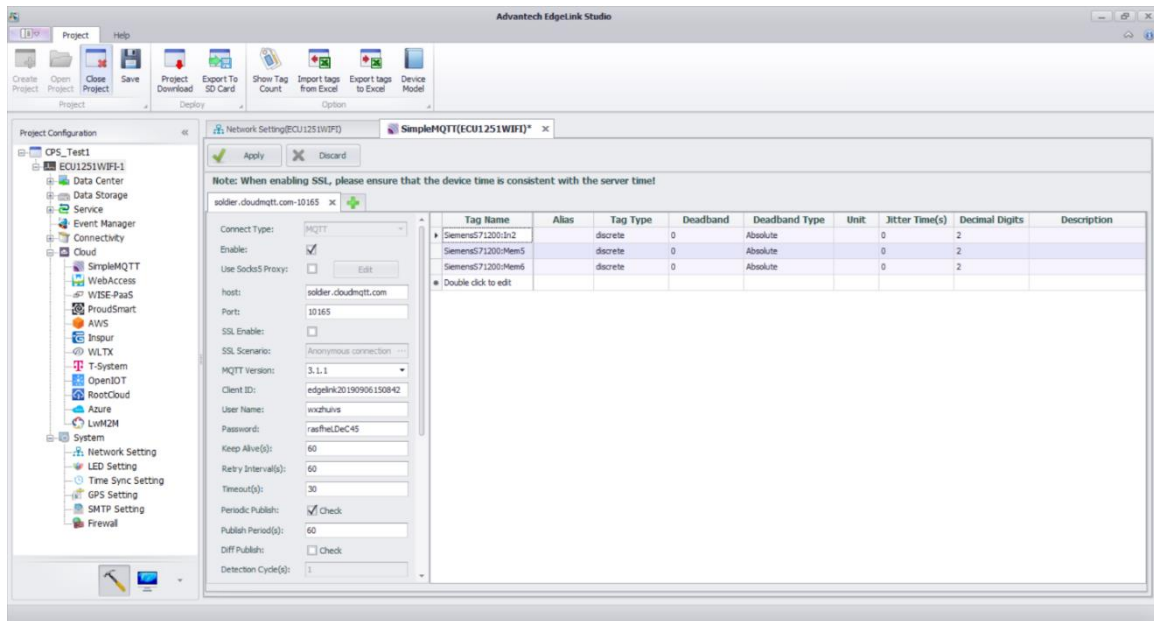 Advantech EdgeLink Studio
Project Help
Create Project Open Project Close Project Save Project Download Export To SD Card Show Tag Count Import tags from Excel Export tags to Excel Device Model
Project Deploy Option
Project Configuration
CPS_Test1
ECU1251WIFI-1
Data Center
Data Storage
Service
Event Manager
Connectivity
Cloud
SimpleMQTT
WebAccess
WISE-PaaS
ProudSmart
AWS
Inspur
WLTX
T-System
OpenIOT
RootCloud
Azure
LwM2M
System
Network Setting
LED Setting
Time Sync Setting
GPS Setting
SMTP Setting
Firewall
Network Setting(ECU1251WIFI) SimpleMQTT(ECU1251WIFI)*
Apply Discard
Note: When enabling SSL, please ensure that the device time is consistent with the server time!
soldier.cloudmqtt.com-10165
Connect Type: MQTT
Enable:
Use Socks5 Proxy: Edit
host: soldier.cloudmqtt.com
Port: 10165
SSL Enable:
SSL Scenario: Anonymous connection ...
MQTT Version: 3.1.1
Client ID: edgelink20190906150842
User Name: wxzhuivs
Password: rasfheLDeC45
Keep Alive(s): 60
Retry Interval(s): 60
Timeout(s): 30
Periodic Publish: Check
Publish Period(s): 60
Diff Publish: Check
Detection Cycle(s): 1
Tag Name Alias Tag Type Deadband Deadband Type Unit Jitter Time(s) Decimal Digits Description
SiemensS71200:In2 discrete 0 Absolute 0 2
SiemensS71200:Mem5 discrete 0 Absolute 0 2
SiemensS71200:Mem6 discrete 0 Absolute 0 2
Double click to edit